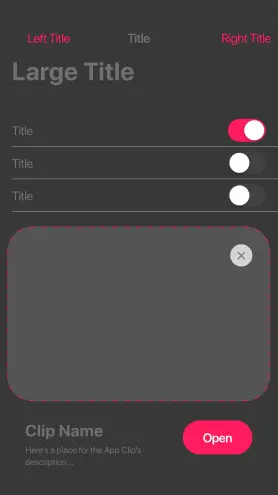 Left Title Title Right Title
Large Title
Title
Title
Title
Clip Name
Here's a place for the App Clip's
description...
Open